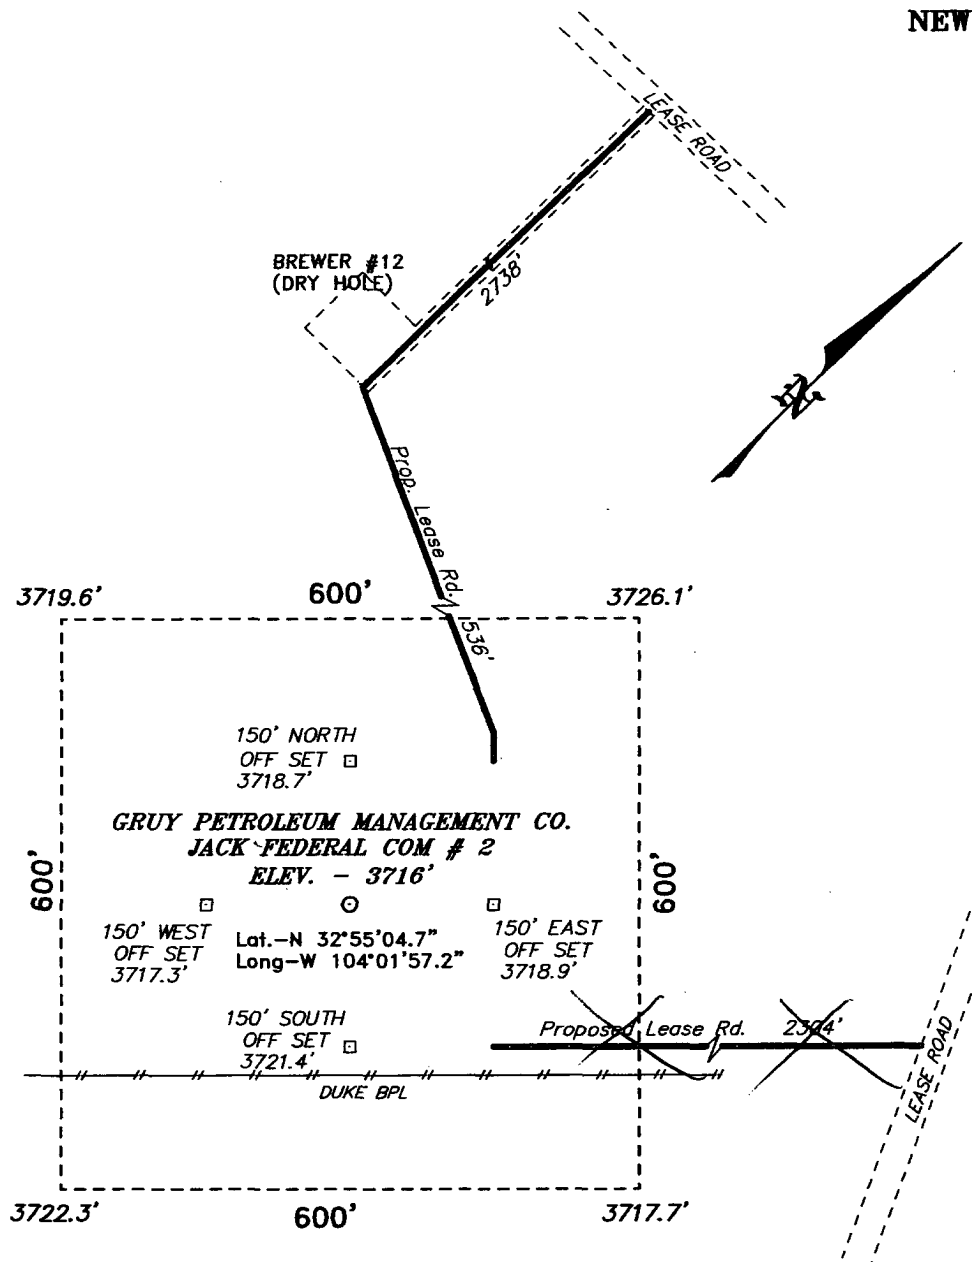 NEW
LEASE ROAD
BREWER #12
(DRY HOLE)
2738'
N
Prop. Lease Rd.
536'
3719.6'
600'
3726.1'
150' NORTH
OFF SET
3718.7'
GRUY PETROLEUM MANAGEMENT CO.
JACK FEDERAL COM # 2
ELEV. - 3716'
600'
600'
150' WEST
OFF SET
3717.3'
Lat.-N 32°55'04.7"
Long-W 104°01'57.2"
150' EAST
OFF SET
3718.9'
150' SOUTH
OFF SET
3721.4'
Proposed Lease Rd.
LEASE ROAD
DUKE BPL
3722.3'
600'
3717.7'